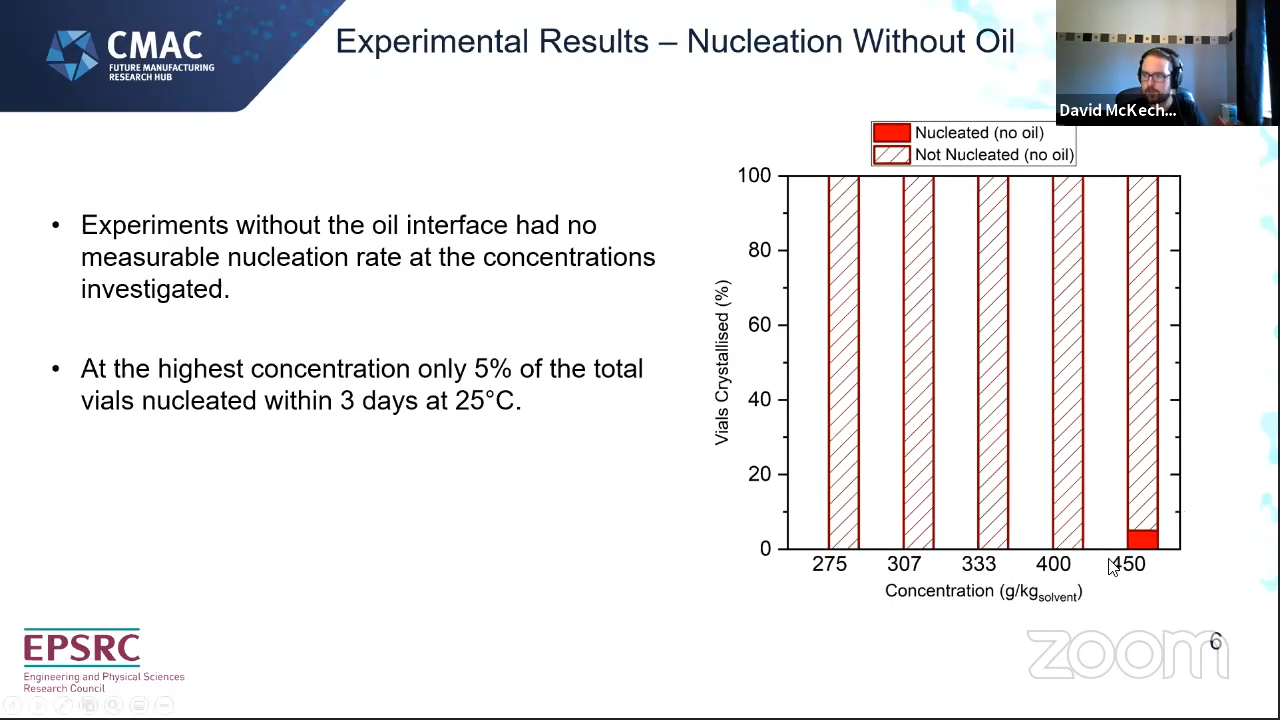 CMAC
FUTURE MANUFACTURING
RESEARCH HUB
Experimental Results – Nucleation Without Oil
David McKech...
• Experiments without the oil interface had no
measurable nucleation rate at the concentrations
investigated.
• At the highest concentration only 5% of the total
vials nucleated within 3 days at 25°C.
Nucleated (no oil)
Not Nucleated (no oil)
Vials Crystallised (%)
100
80
60
40
20
0
275 307 333 400 450
Concentration (g/kgsolvent)
EPSRC
Engineering and Physical Sciences
Research Council
zoom
6